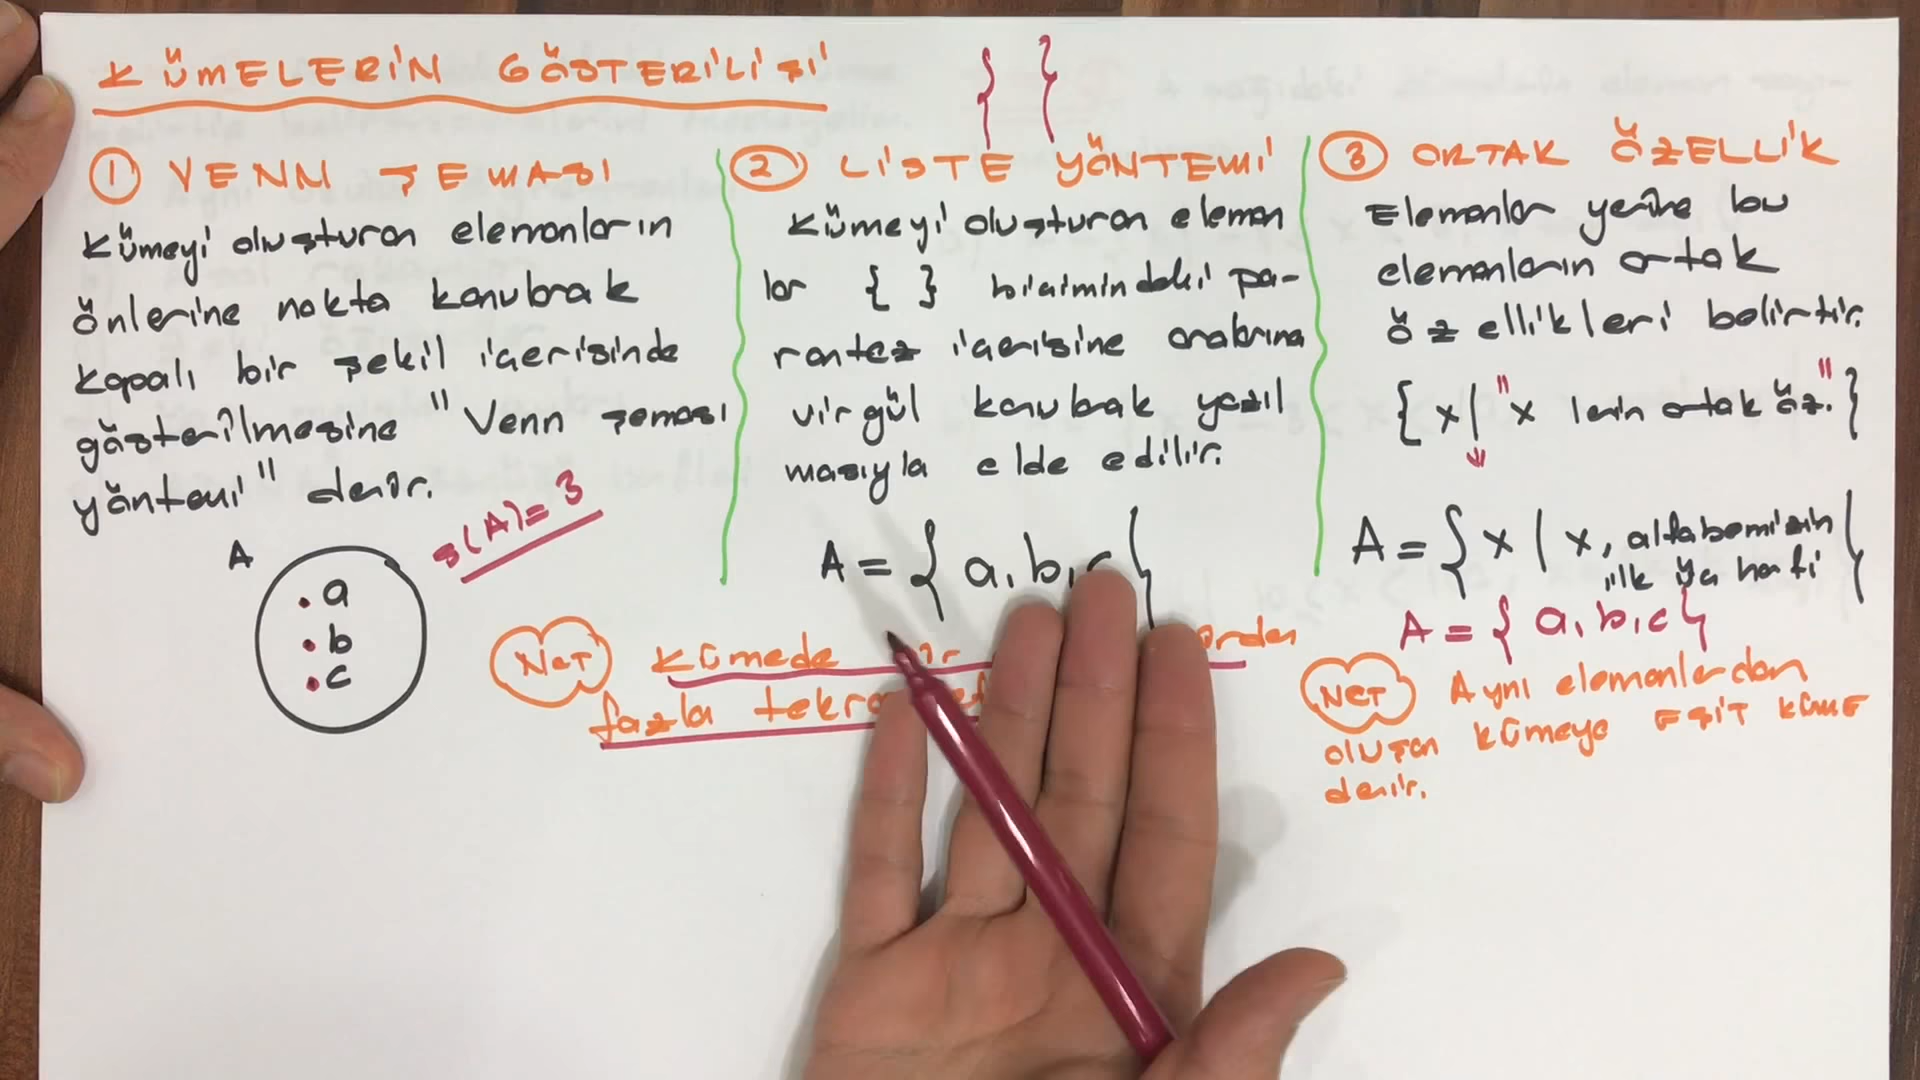 KÜMELERİN GÖSTERİLİŞİ
{ }
① VENN ŞEMASI
Kümeyi oluşturan elemanların
önlerine nokta konularak
kapalı bir şekil içerisinde
gösterilmesine "Venn şeması
yöntemi" denir.
s(A)=3
A
. a
. b
. c
② LİSTE YÖNTEMİ
Kümeyi oluşturan eleman
lar { } biçimindeki pa-
rantez içerisine aralarına
virgül konularak yazıl
masıyla elde edilir.
A = { a, b, c }
NOT Kümede
fazla
③ ORTAK ÖZELLİK
Elemanlar yerine bu
elemanların ortak
özellikleri belirtir.
{ x | "x lerin ortak öz." }
A = { x | x, alfabemizin
ilk üç harfi }
A = { a, b, c }
NOT Aynı elemanlardan
oluşan kümeye EŞİT KÜME
denir.